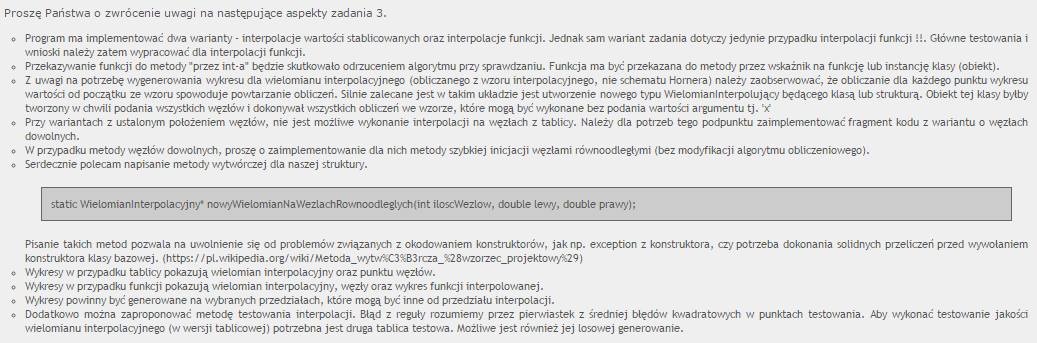 Proszę Państwa o zwrócenie uwagi na następujące aspekty zadania 3.
Program ma implementować dwa warianty - interpolacje wartości stablicowanych oraz interpolacje funkcji. Jednak sam wariant zadania dotyczy jedynie przypadku interpolacji funkcji !!. Główne testowania i
wnioski należy zatem wypracować dla interpolacji funkcji.
Przekazywanie funkcji do metody "przez int-a" będzie skutkowało odrzuceniem algorytmu przy sprawdzaniu. Funkcja ma być przekazana do metody przez wskaźnik na funkcję lub instancję klasy (obiekt).
Z uwagi na potrzebę wygenerowania wykresu dla wielomianu interpolacyjnego (obliczanego z wzoru interpolacyjnego, nie schematu Hornera) należy zaobserwować, że obliczanie dla każdego punktu wykresu
wartości od początku ze wzoru spowoduje powtarzanie obliczeń. Silnie zalecane jest w takim układzie jest utworzenie nowego typu WielomianInterpolujący będącego klasą lub strukturą. Obiekt tej klasy byłby
tworzony w chwili podania wszystkich węzłów i dokonywał wszystkich obliczeń we wzorze, które mogą być wykonane bez podania wartości argumentu tj. 'x'
Przy wariantach z ustalonym położeniem węzłów, nie jest możliwe wykonanie interpolacji na węzłach z tablicy. Należy dla potrzeb tego podpunktu zaimplementować fragment kodu z wariantu o węzłach
dowolnych.
W przypadku metody węzłów dowolnych, proszę o zaimplementowanie dla nich metody szybkiej inicjacji węzłami równoodległymi (bez modyfikacji algorytmu obliczeniowego).
Serdecznie polecam napisanie metody wytwórczej dla naszej struktury.
static WielomianInterpolacyjny* nowyWielomianNaWezlachRownoodleglych(int iloscWezlow, double lewy, double prawy);
Pisanie takich metod pozwala na uwolnienie się od problemów związanych z okodowaniem konstruktorów, jak np. exception z konstruktora, czy potrzeba dokonania solidnych przeliczeń przed wywołaniem
konstruktora klasy bazowej. (https://pl.wikipedia.org/wiki/Metoda_wytw%C3%B3rcza_%28wzorzec_projektowy%29)
Wykresy w przypadku tablicy pokazują wielomian interpolacyjny oraz punktu węzłów.
Wykresy w przypadku funkcji pokazują wielomian interpolacyjny, węzły oraz wykres funkcji interpolowanej.
Wykresy powinny być generowane na wybranych przedziałach, które mogą być inne od przedziału interpolacji.
Dodatkowo można zaproponować metodę testowania interpolacji. Błąd z reguły rozumiemy przez pierwiastek z średniej błędów kwadratowych w punktach testowania. Aby wykonać testowanie jakości
wielomianu interpolacyjnego (w wersji tablicowej) potrzebna jest druga tablica testowa. Możliwe jest również jej losowej generowanie.